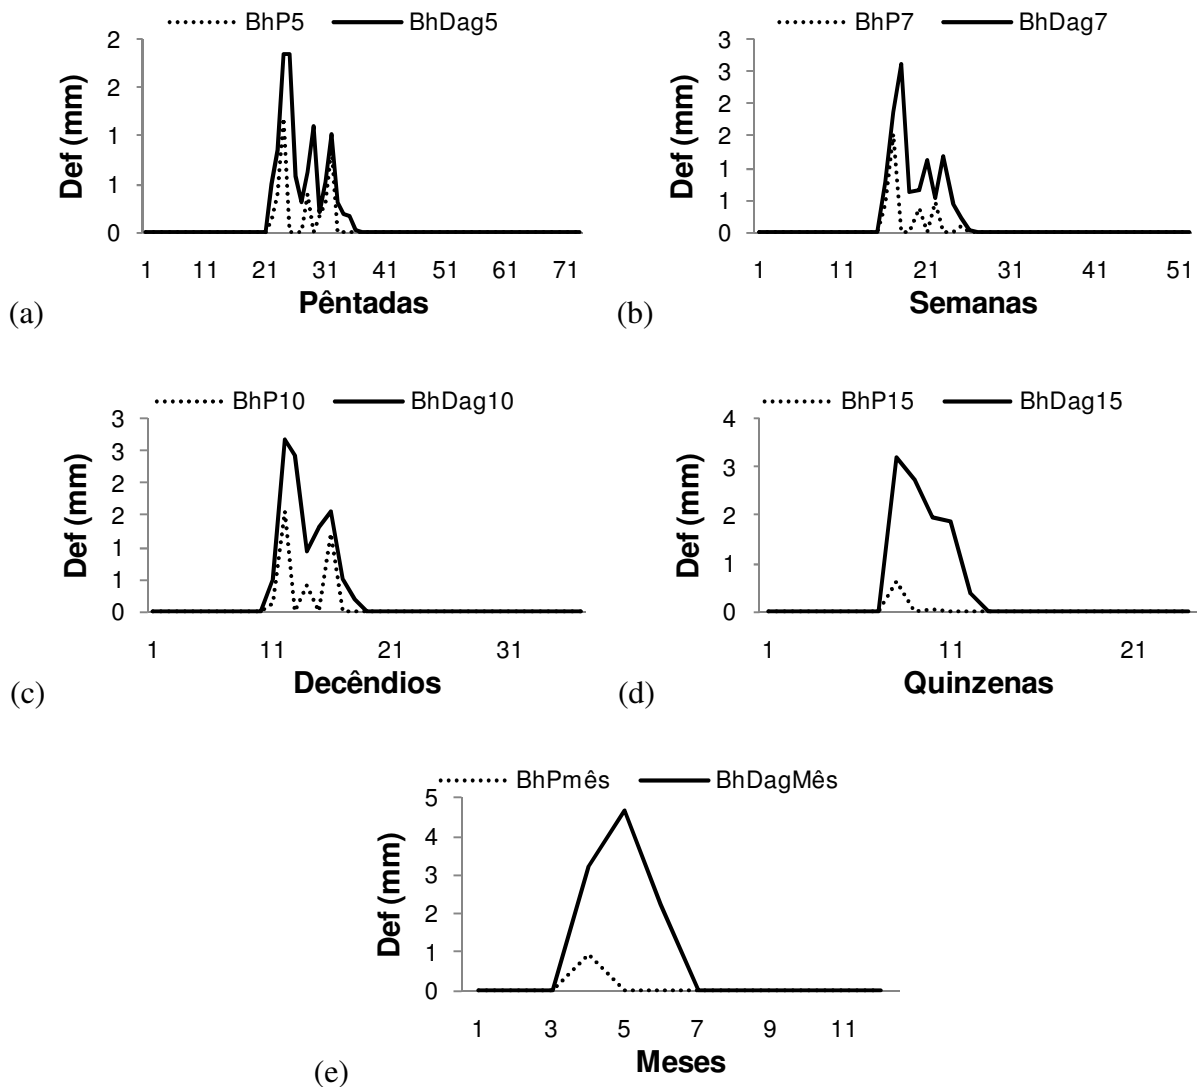 BhP5 BhDag5
2
2
1
1
0
Def (mm)
1 11 21 31 41 51 61 71
Pêntadas
(a)
BhP7 BhDag7
3
3
2
2
1
1
0
Def (mm)
1 11 21 31 41 51
Semanas
(b)
BhP10 BhDag10
3
3
2
2
1
1
0
Def (mm)
1 11 21 31
Decêndios
(c)
BhP15 BhDag15
4
3
2
1
0
Def (mm)
1 11 21
Quinzenas
(d)
BhPmês BhDagMês
5
4
3
2
1
0
Def (mm)
1 3 5 7 9 11
Meses
(e)